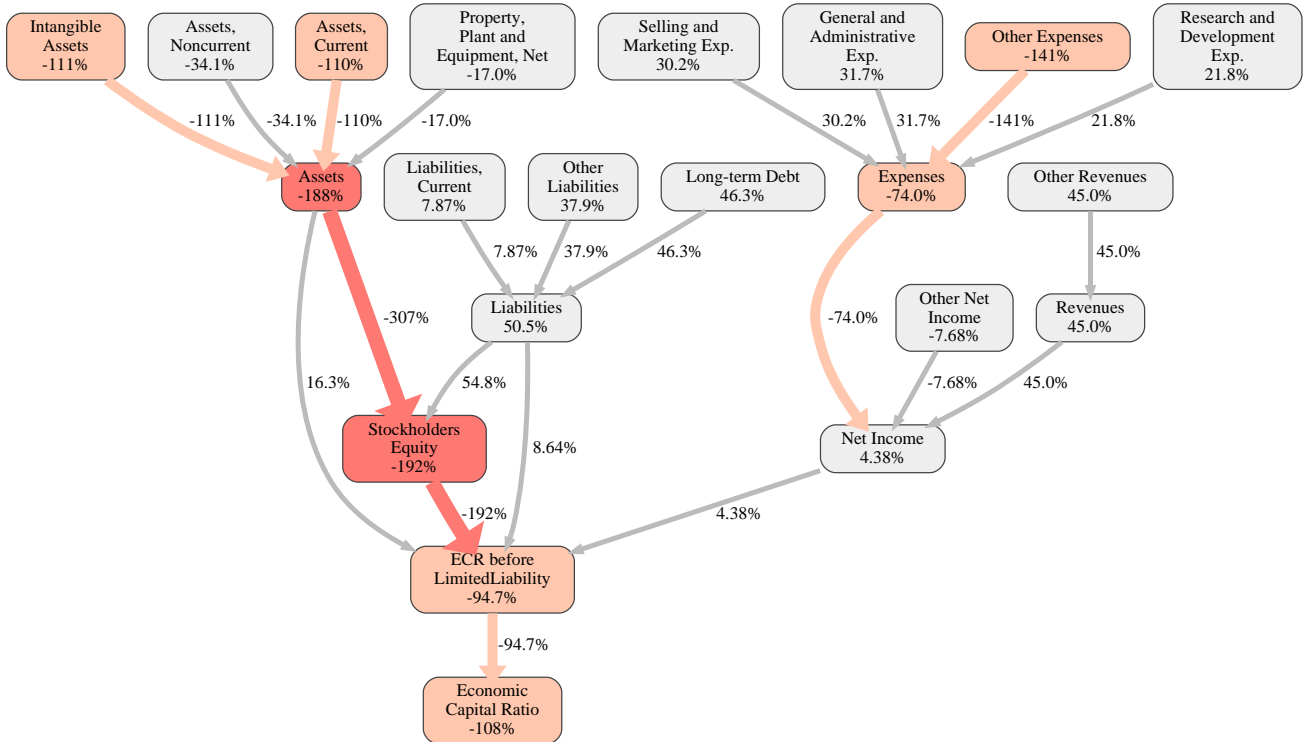 Intangible
Assets
-111%
Assets,
Noncurrent
-34.1%
Assets,
Current
-110%
Property,
Plant and
Equipment, Net
-17.0%
Selling and
Marketing Exp.
30.2%
General and
Administrative
Exp.
31.7%
Other Expenses
-141%
Research and
Development
Exp.
21.8%
-111%
-34.1%
-110%
-17.0%
30.2%
31.7%
-141%
21.8%
Assets
-188%
Liabilities,
Current
7.87%
Other
Liabilities
37.9%
Long-term Debt
46.3%
Expenses
-74.0%
Other Revenues
45.0%
7.87%
37.9%
46.3%
45.0%
-307%
Liabilities
50.5%
-74.0%
Other Net
Income
-7.68%
Revenues
45.0%
16.3%
54.8%
-7.68%
45.0%
Stockholders
Equity
-192%
8.64%
Net Income
4.38%
-192%
4.38%
ECR before
LimitedLiability
-94.7%
-94.7%
Economic
Capital Ratio
-108%